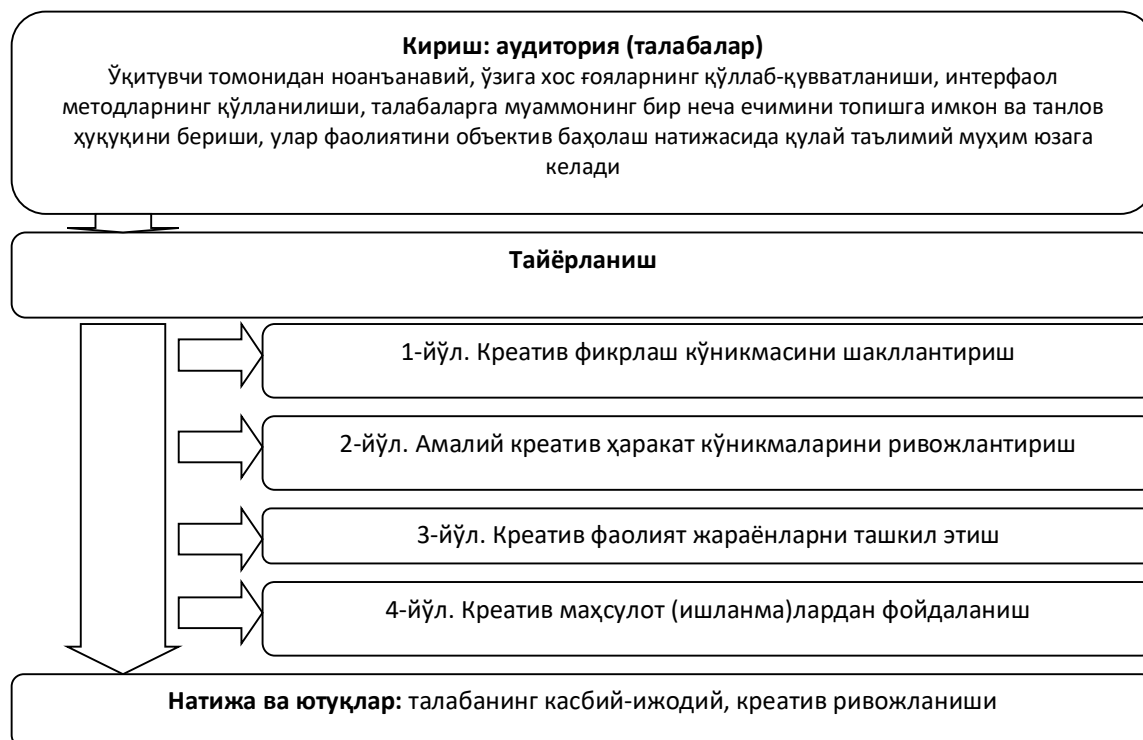 Кириш: аудитория (талабалар)
Ўқитувчи томонидан ноанъанавий, ўзига хос ғояларнинг қўллаб-қувватланиши, интерфаол
методларнинг қўлланилиши, талабаларга муаммонинг бир неча ечимини топишга имкон ва танлов
ҳуқуқини бериши, улар фаолиятини объектив баҳолаш натижасида қулай таълимий муҳим юзага
келади
Тайёрланиш
1-йўл. Креатив фикрлаш кўникмасини шакллантириш
2-йўл. Амалий креатив ҳаракат кўникмаларини ривожлантириш
3-йўл. Креатив фаолият жараёнларни ташкил этиш
4-йўл. Креатив маҳсулот (ишланма)лардан фойдаланиш
Натижа ва ютуқлар: талабанинг касбий-ижодий, креатив ривожланиши